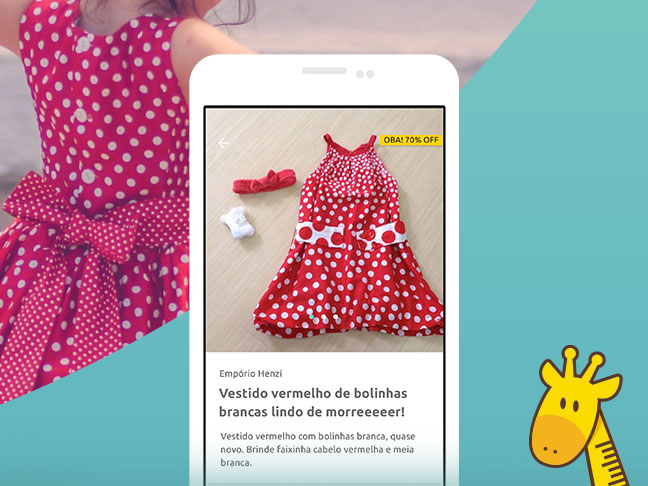 OBA! 70% OFF
Empório Henzi
Vestido vermelho de bolinhas
brancas lindo de morreeeeer!
Vestido vermelho com bolinhas branca, quase
novo. Brinde faixinha cabelo vermelha e meia
branca.